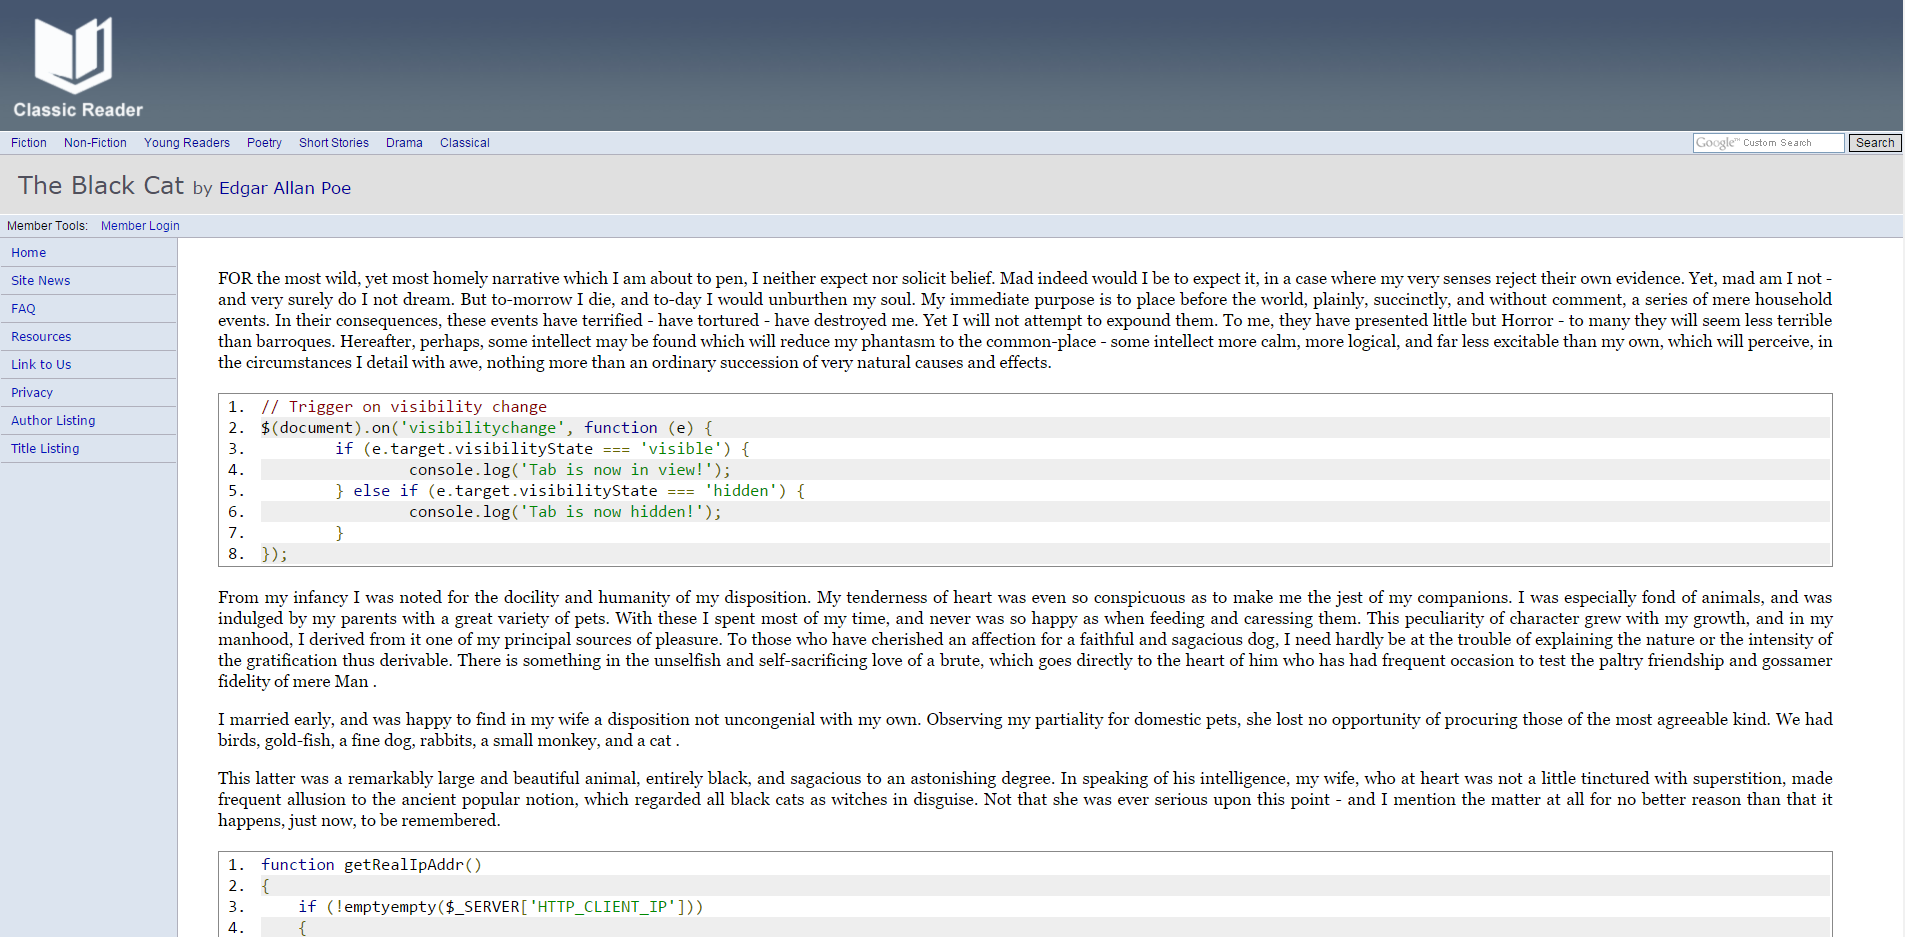 Classic Reader
Fiction Non-Fiction Young Readers Poetry Short Stories Drama Classical
Google™ Custom Search Search
The Black Cat by Edgar Allan Poe
Member Tools: Member Login
Home
Site News
FAQ
Resources
Link to Us
Privacy
Author Listing
Title Listing
FOR the most wild, yet most homely narrative which I am about to pen, I neither expect nor solicit belief. Mad indeed would I be to expect it, in a case where my very senses reject their own evidence. Yet, mad am I not -
and very surely do I not dream. But to-morrow I die, and to-day I would unburthen my soul. My immediate purpose is to place before the world, plainly, succinctly, and without comment, a series of mere household
events. In their consequences, these events have terrified - have tortured - have destroyed me. Yet I will not attempt to expound them. To me, they have presented little but Horror - to many they will seem less terrible
than barroques. Hereafter, perhaps, some intellect may be found which will reduce my phantasm to the common-place - some intellect more calm, more logical, and far less excitable than my own, which will perceive, in
the circumstances I detail with awe, nothing more than an ordinary succession of very natural causes and effects.
1. // Trigger on visibility change
2. $(document).on('visibilitychange', function (e) {
3.         if (e.target.visibilityState === 'visible') {
4.                 console.log('Tab is now in view!');
5.         } else if (e.target.visibilityState === 'hidden') {
6.                 console.log('Tab is now hidden!');
7.         }
8. });
From my infancy I was noted for the docility and humanity of my disposition. My tenderness of heart was even so conspicuous as to make me the jest of my companions. I was especially fond of animals, and was
indulged by my parents with a great variety of pets. With these I spent most of my time, and never was so happy as when feeding and caressing them. This peculiarity of character grew with my growth, and in my
manhood, I derived from it one of my principal sources of pleasure. To those who have cherished an affection for a faithful and sagacious dog, I need hardly be at the trouble of explaining the nature or the intensity of
the gratification thus derivable. There is something in the unselfish and self-sacrificing love of a brute, which goes directly to the heart of him who has had frequent occasion to test the paltry friendship and gossamer
fidelity of mere Man .
I married early, and was happy to find in my wife a disposition not uncongenial with my own. Observing my partiality for domestic pets, she lost no opportunity of procuring those of the most agreeable kind. We had
birds, gold-fish, a fine dog, rabbits, a small monkey, and a cat .
This latter was a remarkably large and beautiful animal, entirely black, and sagacious to an astonishing degree. In speaking of his intelligence, my wife, who at heart was not a little tinctured with superstition, made
frequent allusion to the ancient popular notion, which regarded all black cats as witches in disguise. Not that she was ever serious upon this point - and I mention the matter at all for no better reason than that it
happens, just now, to be remembered.
1. function getRealIpAddr()
2. {
3.     if (!emptyempty($_SERVER['HTTP_CLIENT_IP']))
4.     {